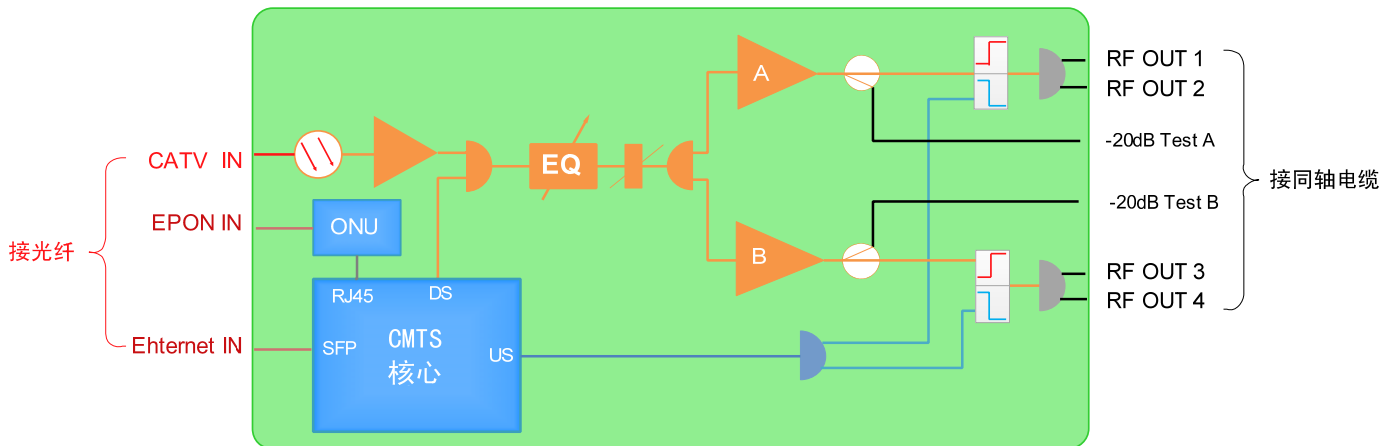 接光纤
CATV IN
EPON IN
Ehternet IN
ONU
RJ45
DS
SFP
CMTS
核心
US
EQ
A
B
RF OUT 1
RF OUT 2
-20dB Test A
-20dB Test B
RF OUT 3
RF OUT 4
接同轴电缆